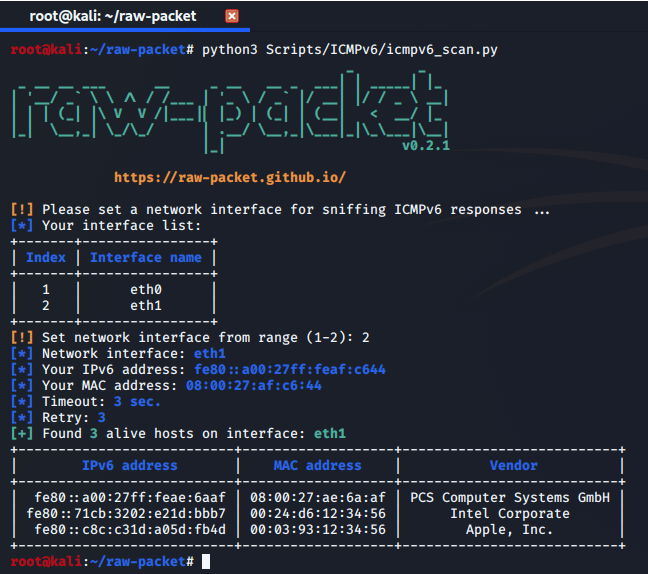 root@kali: ~/raw-packet
root@kali:~/raw-packet# python3 Scripts/ICMPv6/icmpv6_scan.py
raw-packet
v0.2.1
https://raw-packet.github.io/
[!] Please set a network interface for sniffing ICMPv6 responses ...
[*] Your interface list:
+-------+----------------+
| Index | Interface name |
+-------+----------------+
| 1 | eth0 |
| 2 | eth1 |
+-------+----------------+
[!] Set network interface from range (1-2): 2
[*] Network interface: eth1
[*] Your IPv6 address: fe80::a00:27ff:feaf:c644
[*] Your MAC address: 08:00:27:af:c6:44
[*] Timeout: 3 sec.
[*] Retry: 3
[+] Found 3 alive hosts on interface: eth1
+---------------------------+-------------------+---------------------------+
| IPv6 address | MAC address | Vendor |
+---------------------------+-------------------+---------------------------+
| fe80::a00:27ff:feae:6aaf | 08:00:27:ae:6a:af | PCS Computer Systems GmbH |
| fe80::71cb:3202:e21d:bbb7 | 00:24:d6:12:34:56 | Intel Corporate |
| fe80::c8c:c31d:a05d:fb4d | 00:03:93:12:34:56 | Apple, Inc. |
+---------------------------+-------------------+---------------------------+
root@kali:~/raw-packet#